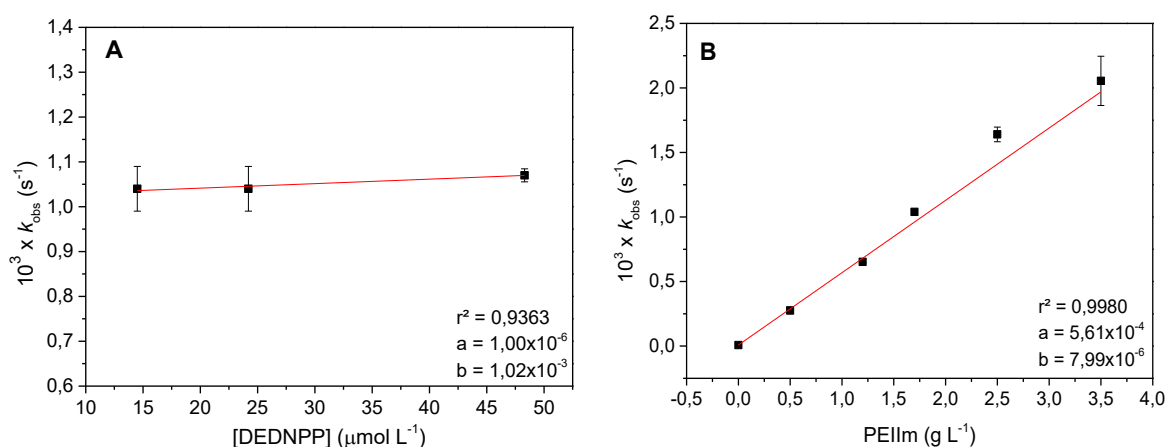 A
10³ x k_obs (s⁻¹)
1,4
1,3
1,2
1,1
1,0
0,9
0,8
0,7
0,6
r² = 0,9363
a = 1,00x10⁻⁶
b = 1,02x10⁻³
10 15 20 25 30 35 40 45 50
[DEDNPP] (μmol L⁻¹)
B
10³ x k_obs (s⁻¹)
2,5
2,0
1,5
1,0
0,5
0,0
r² = 0,9980
a = 5,61x10⁻⁴
b = 7,99x10⁻⁶
-0,5 0,0 0,5 1,0 1,5 2,0 2,5 3,0 3,5 4,0
PEIIm (g L⁻¹)